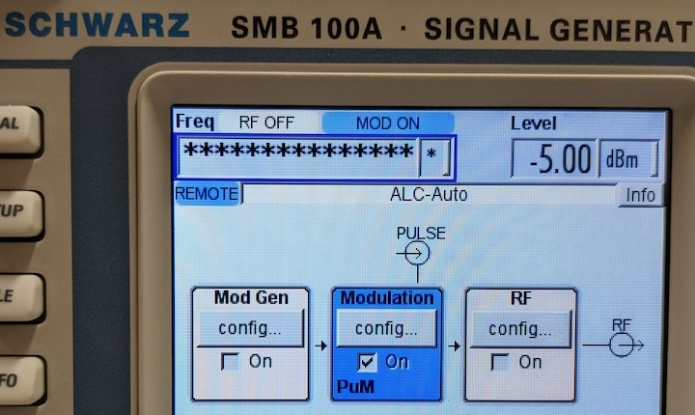 SCHWARZ SMB 100A · SIGNAL GENERAT
AL
UP
LE
FO
Freq RF OFF MOD ON Level
*************** * -5.00 dBm
REMOTE ALC-Auto Info
PULSE
Mod Gen Modulation RF
config... config... config... RF
On On On
PuM